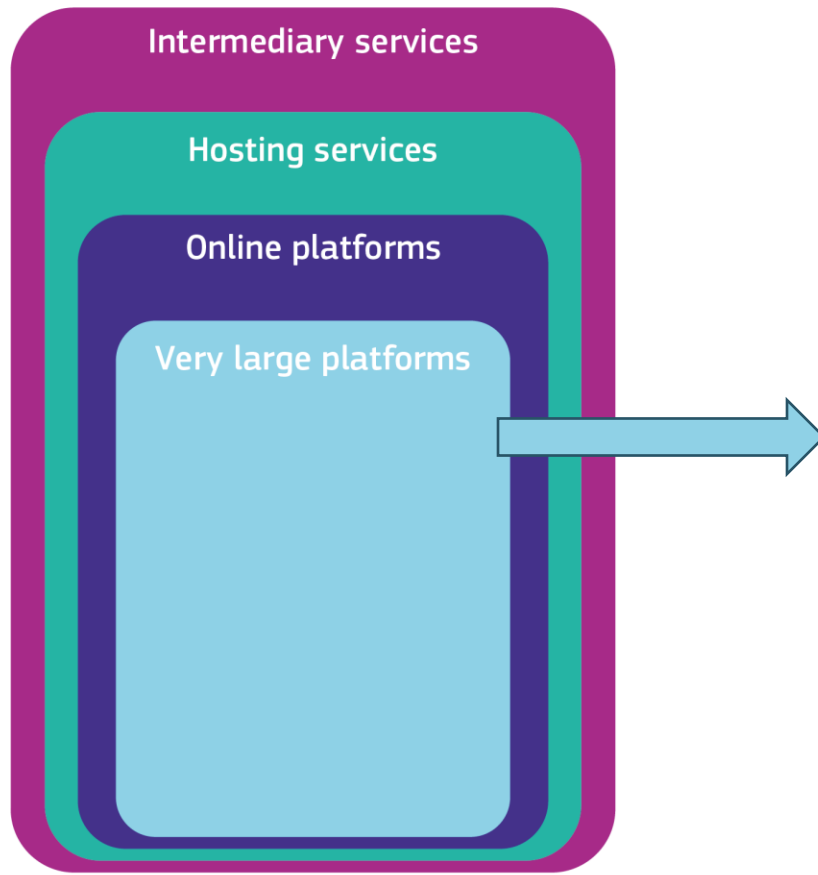 Intermediary services
Hosting services
Online platforms
Very large platforms